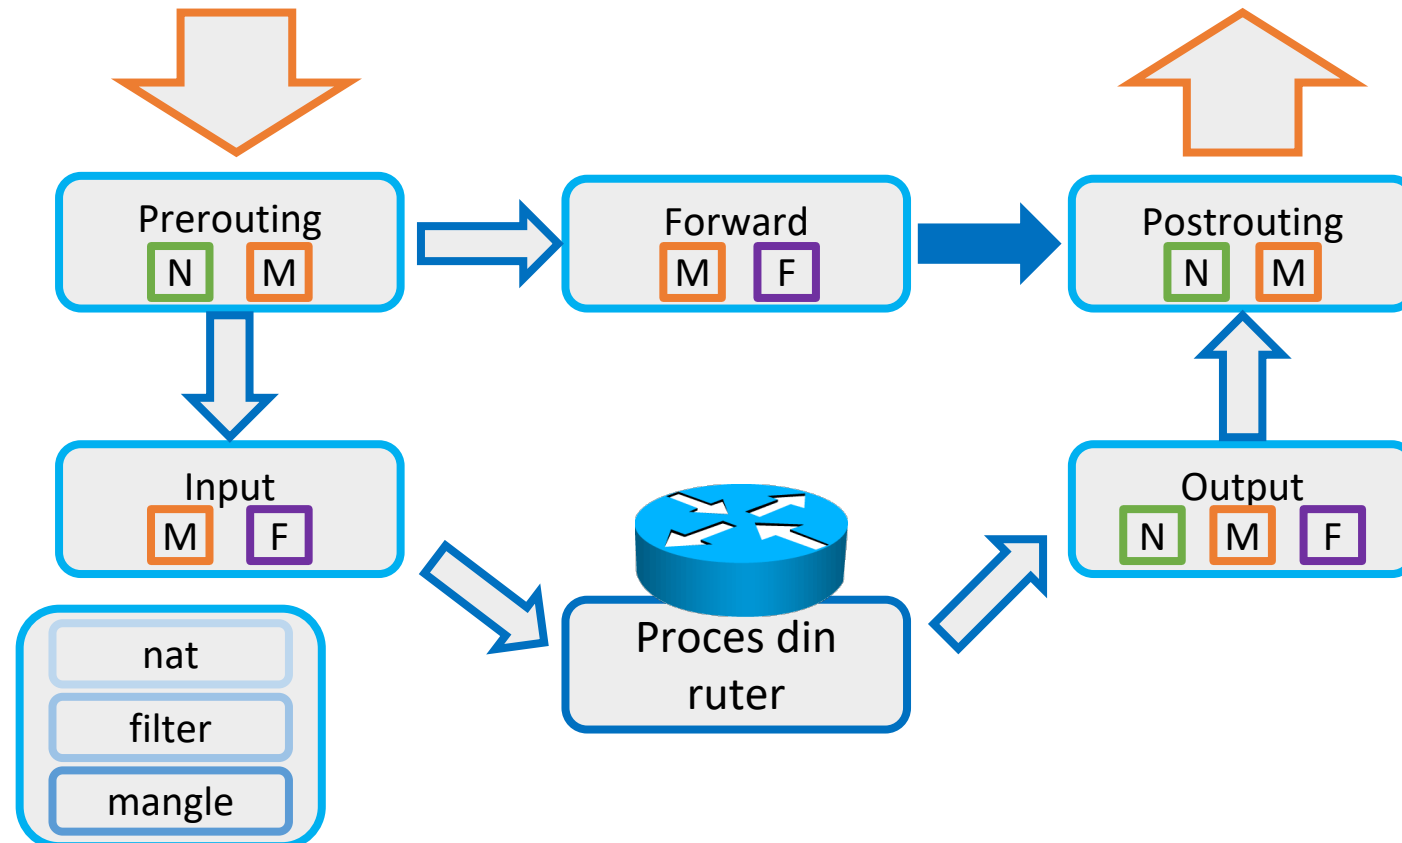 Prerouting
N M
Forward
M F
Postrouting
N M
Input
M F
Output
N M F
Proces din
ruter
nat
filter
mangle